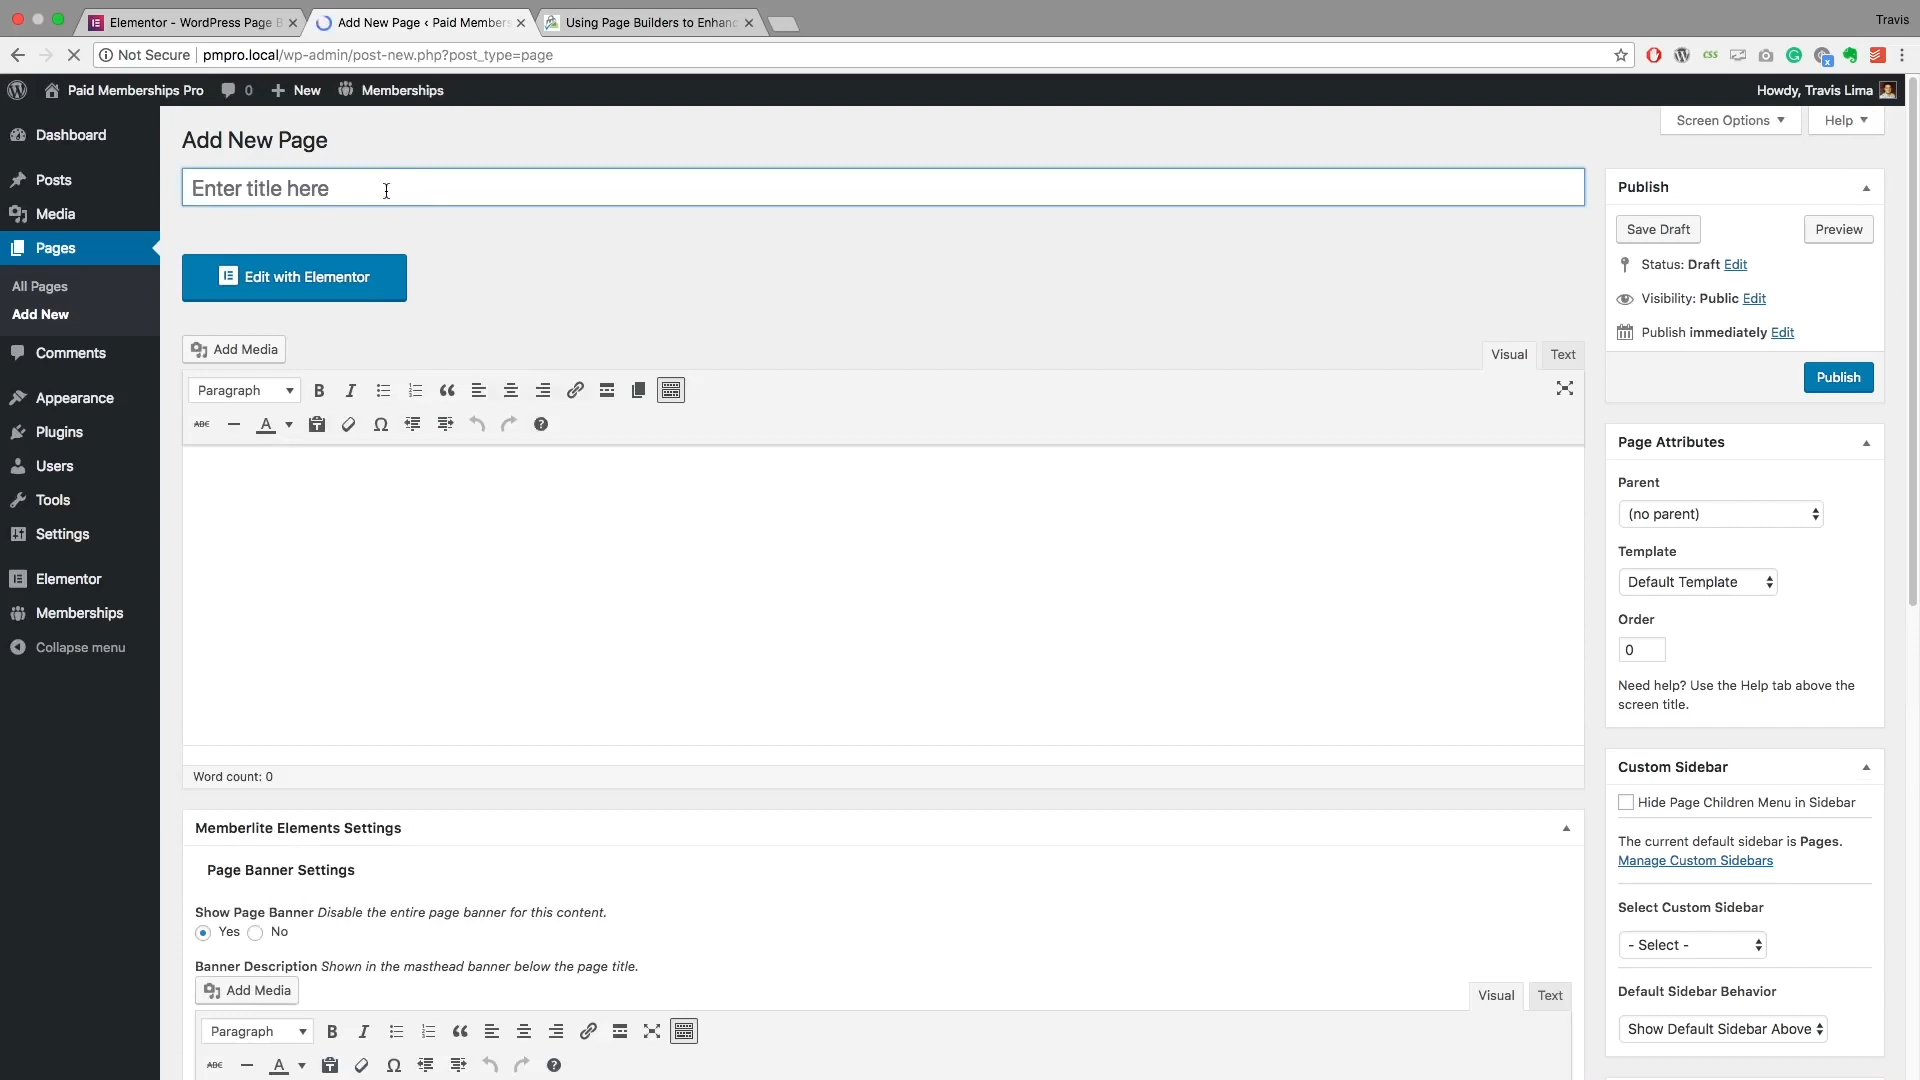 Elementor - WordPress Page B
Add New Page ‹ Paid Members
Using Page Builders to Enhanc
Travis
Not Secure pmpro.local/wp-admin/post-new.php?post_type=page
css
Paid Memberships Pro 0 New Memberships
Howdy, Travis Lima
Dashboard
Posts
Media
Pages
All Pages
Add New
Comments
Appearance
Plugins
Users
Tools
Settings
Elementor
Memberships
Collapse menu
Screen Options
Help
Add New Page
Enter title here
Edit with Elementor
Add Media
Visual
Text
Paragraph
B I
ABC A
Word count: 0
Memberlite Elements Settings
Page Banner Settings
Show Page Banner Disable the entire page banner for this content.
Yes No
Banner Description Shown in the masthead banner below the page title.
Add Media
Visual
Text
Paragraph
B I
ABC A
Publish
Save Draft
Preview
Status: Draft Edit
Visibility: Public Edit
Publish immediately Edit
Publish
Page Attributes
Parent
(no parent)
Template
Default Template
Order
0
Need help? Use the Help tab above the
screen title.
Custom Sidebar
Hide Page Children Menu in Sidebar
The current default sidebar is Pages.
Manage Custom Sidebars
Select Custom Sidebar
- Select -
Default Sidebar Behavior
Show Default Sidebar Above